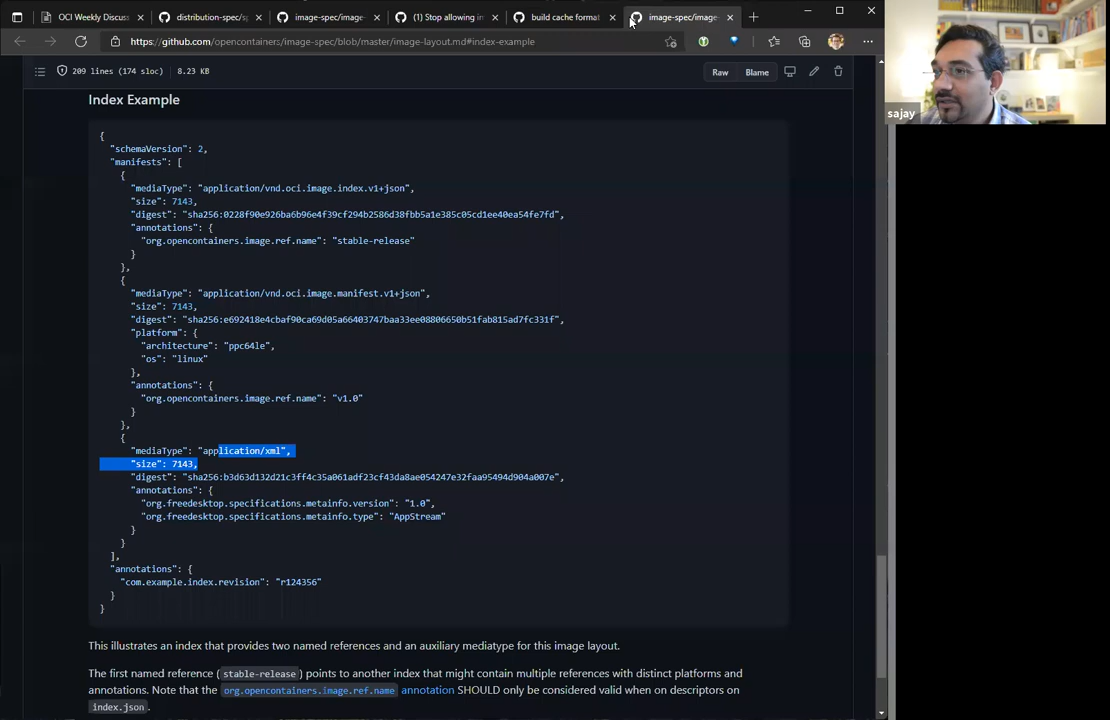 OCI Weekly Discuss
distribution-spec/s
image-spec/image-
(1) Stop allowing in
build cache format
image-spec/image-
https://github.com/opencontainers/image-spec/blob/master/image-layout.md#index-example
209 lines (174 sloc)
8.23 KB
Raw
Blame
sajay
Index Example
{
"schemaVersion": 2,
"manifests": [
{
"mediaType": "application/vnd.oci.image.index.v1+json",
"size": 7143,
"digest": "sha256:0228f90e926ba6b96e4f39cf294b2586d38fbb5a1e385c05cd1ee40ea54fe7fd",
"annotations": {
"org.opencontainers.image.ref.name": "stable-release"
}
},
{
"mediaType": "application/vnd.oci.image.manifest.v1+json",
"size": 7143,
"digest": "sha256:e692418e4cbaf90ca69d05a66403747baa33ee08806650b51fab815ad7fc331f",
"platform": {
"architecture": "ppc64le",
"os": "linux"
},
"annotations": {
"org.opencontainers.image.ref.name": "v1.0"
}
},
{
"mediaType": "application/xml",
"size": 7143,
"digest": "sha256:b3d63d132d21c3ff4c35a061adf23cf43da8ae054247e32faa95494d904a007e",
"annotations": {
"org.freedesktop.specifications.metainfo.version": "1.0",
"org.freedesktop.specifications.metainfo.type": "AppStream"
}
}
],
"annotations": {
"com.example.index.revision": "r124356"
}
}
This illustrates an index that provides two named references and an auxiliary mediatype for this image layout.
The first named reference ( stable-release ) points to another index that might contain multiple references with distinct platforms and
annotations. Note that the org.opencontainers.image.ref.name annotation SHOULD only be considered valid when on descriptors on
index.json .